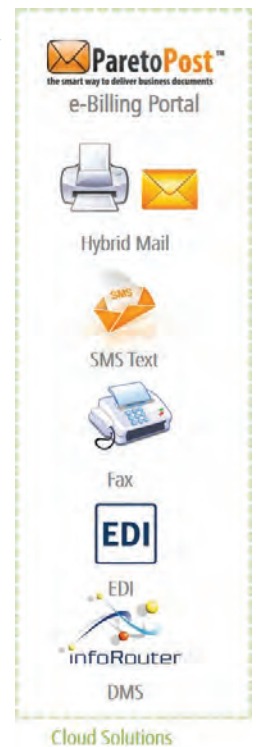 ParetoPost™
the smart way to deliver business documents
e-Billing Portal
Hybrid Mail
SMS
SMS Text
Fax
EDI
EDI
infoRouter
DMS
Cloud Solutions